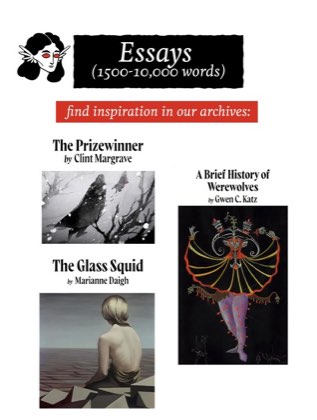 Essays
(1500-10,000 words)
find inspiration in our archives:
The Prizewinner
by Clint Margrave
A Brief History of
Werewolves
by Gwen C. Katz
The Glass Squid
by Marianne Daigh